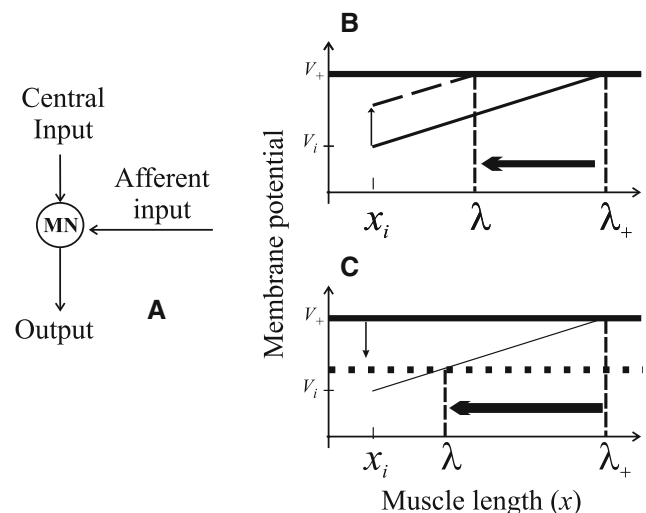 Central
Input
Afferent
input
MN
Output
A
Membrane potential
B
V₊
Vᵢ
xᵢ
λ
λ₊
C
V₊
Vᵢ
xᵢ
λ
λ₊
Muscle length (x)